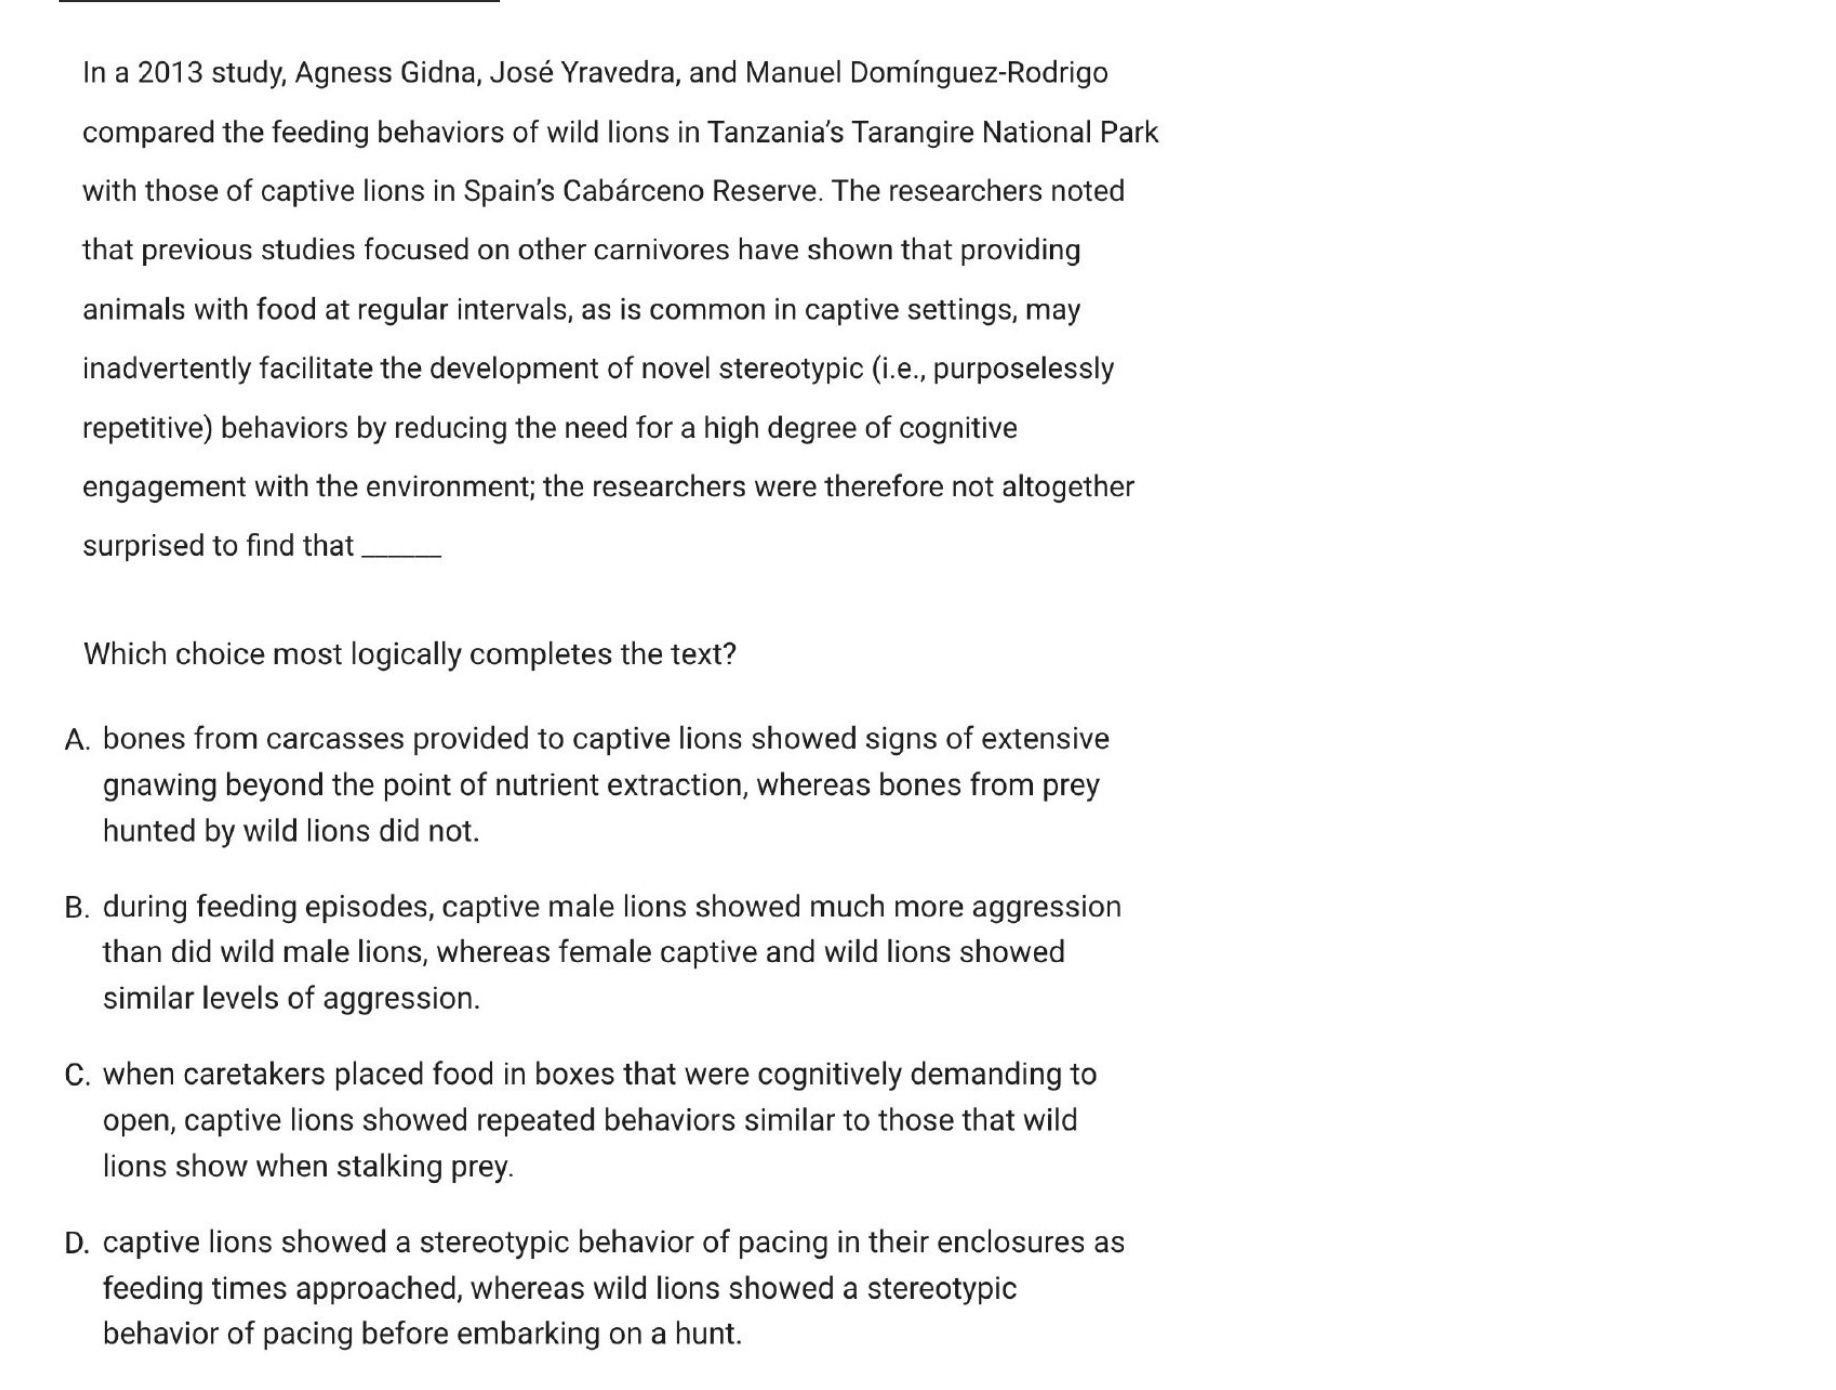 In a 2013 study, Agness Gidna, José Yravedra, and Manuel Domínguez-Rodrigo
compared the feeding behaviors of wild lions in Tanzania’s Tarangire National Park
with those of captive lions in Spain’s Cabárceno Reserve. The researchers noted
that previous studies focused on other carnivores have shown that providing
animals with food at regular intervals, as is common in captive settings, may
inadvertently facilitate the development of novel stereotypic (i.e., purposelessly
repetitive) behaviors by reducing the need for a high degree of cognitive
engagement with the environment; the researchers were therefore not altogether
surprised to find that ______
Which choice most logically completes the text?
A. bones from carcasses provided to captive lions showed signs of extensive
gnawing beyond the point of nutrient extraction, whereas bones from prey
hunted by wild lions did not.
B. during feeding episodes, captive male lions showed much more aggression
than did wild male lions, whereas female captive and wild lions showed
similar levels of aggression.
C. when caretakers placed food in boxes that were cognitively demanding to
open, captive lions showed repeated behaviors similar to those that wild
lions show when stalking prey.
D. captive lions showed a stereotypic behavior of pacing in their enclosures as
feeding times approached, whereas wild lions showed a stereotypic
behavior of pacing before embarking on a hunt.